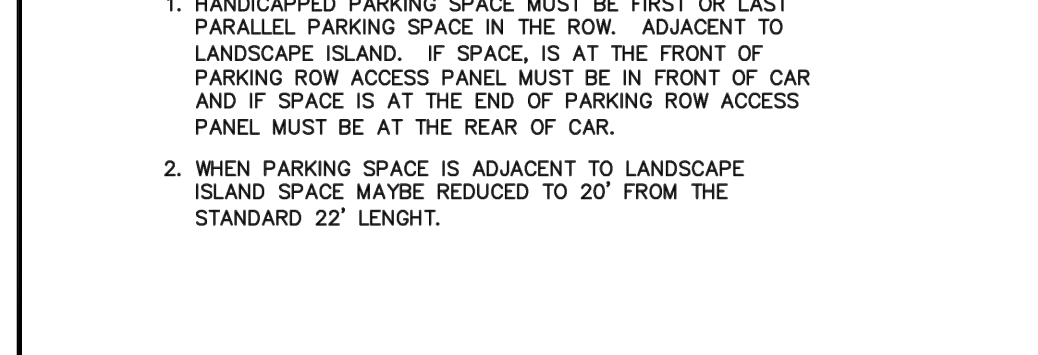 1. HANDICAPPED PARKING SPACE MUST BE FIRST OR LAST
PARALLEL PARKING SPACE IN THE ROW. ADJACENT TO
LANDSCAPE ISLAND. IF SPACE, IS AT THE FRONT OF
PARKING ROW ACCESS PANEL MUST BE IN FRONT OF CAR
AND IF SPACE IS AT THE END OF PARKING ROW ACCESS
PANEL MUST BE AT THE REAR OF CAR.
2. WHEN PARKING SPACE IS ADJACENT TO LANDSCAPE
ISLAND SPACE MAYBE REDUCED TO 20' FROM THE
STANDARD 22' LENGHT.